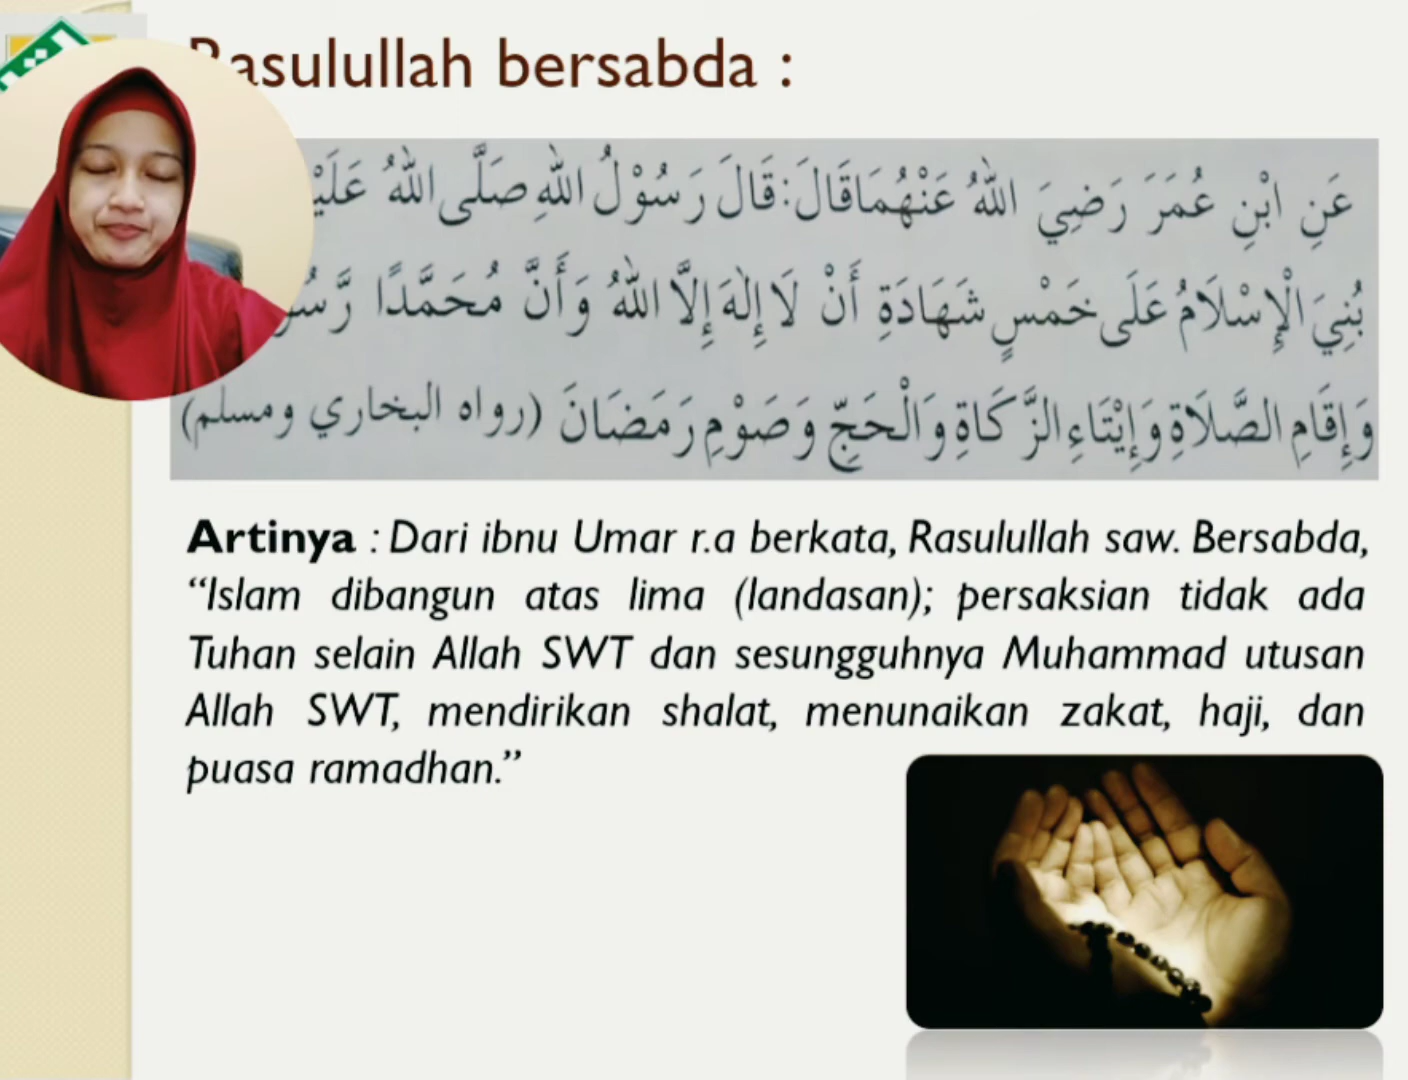 Rasulullah bersabda :
عَنِ ابْنِ عُمَرَ رَضِيَ اللّٰهُ عَنْهُمَا قَالَ: قَالَ رَسُوْلُ اللّٰهِ صَلَّى اللّٰهُ
بُنِيَ الْإِسْلَامُ عَلَى خَمْسٍ شَهَادَةِ أَنْ لَا إِلٰهَ إِلَّا اللّٰهُ وَأَنَّ مُحَمَّدًا
وَإِقَامِ الصَّلَاةِ وَإِيْتَاءِ الزَّكَاةِ وَالْحَجِّ وَصَوْمِ رَمَضَانَ (رواه البخاري ومسلم)
Artinya : Dari ibnu Umar r.a berkata, Rasulullah saw. Bersabda,
“Islam dibangun atas lima (landasan); persaksian tidak ada
Tuhan selain Allah SWT dan sesungguhnya Muhammad utusan
Allah SWT, mendirikan shalat, menunaikan zakat, haji, dan
puasa ramadhan.”